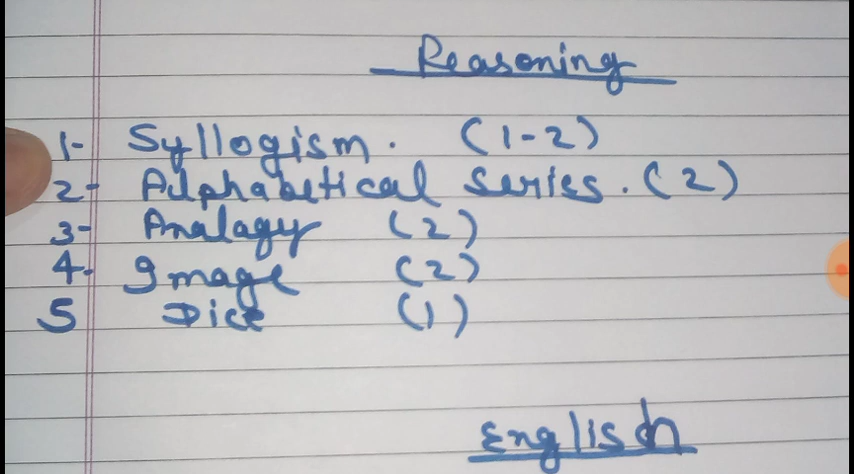 Reasoning
1- Syllogism. (1-2)
2- Alphabetical Series. (2)
3- Analagy (2)
4- Image (2)
5 Dice (1)
English